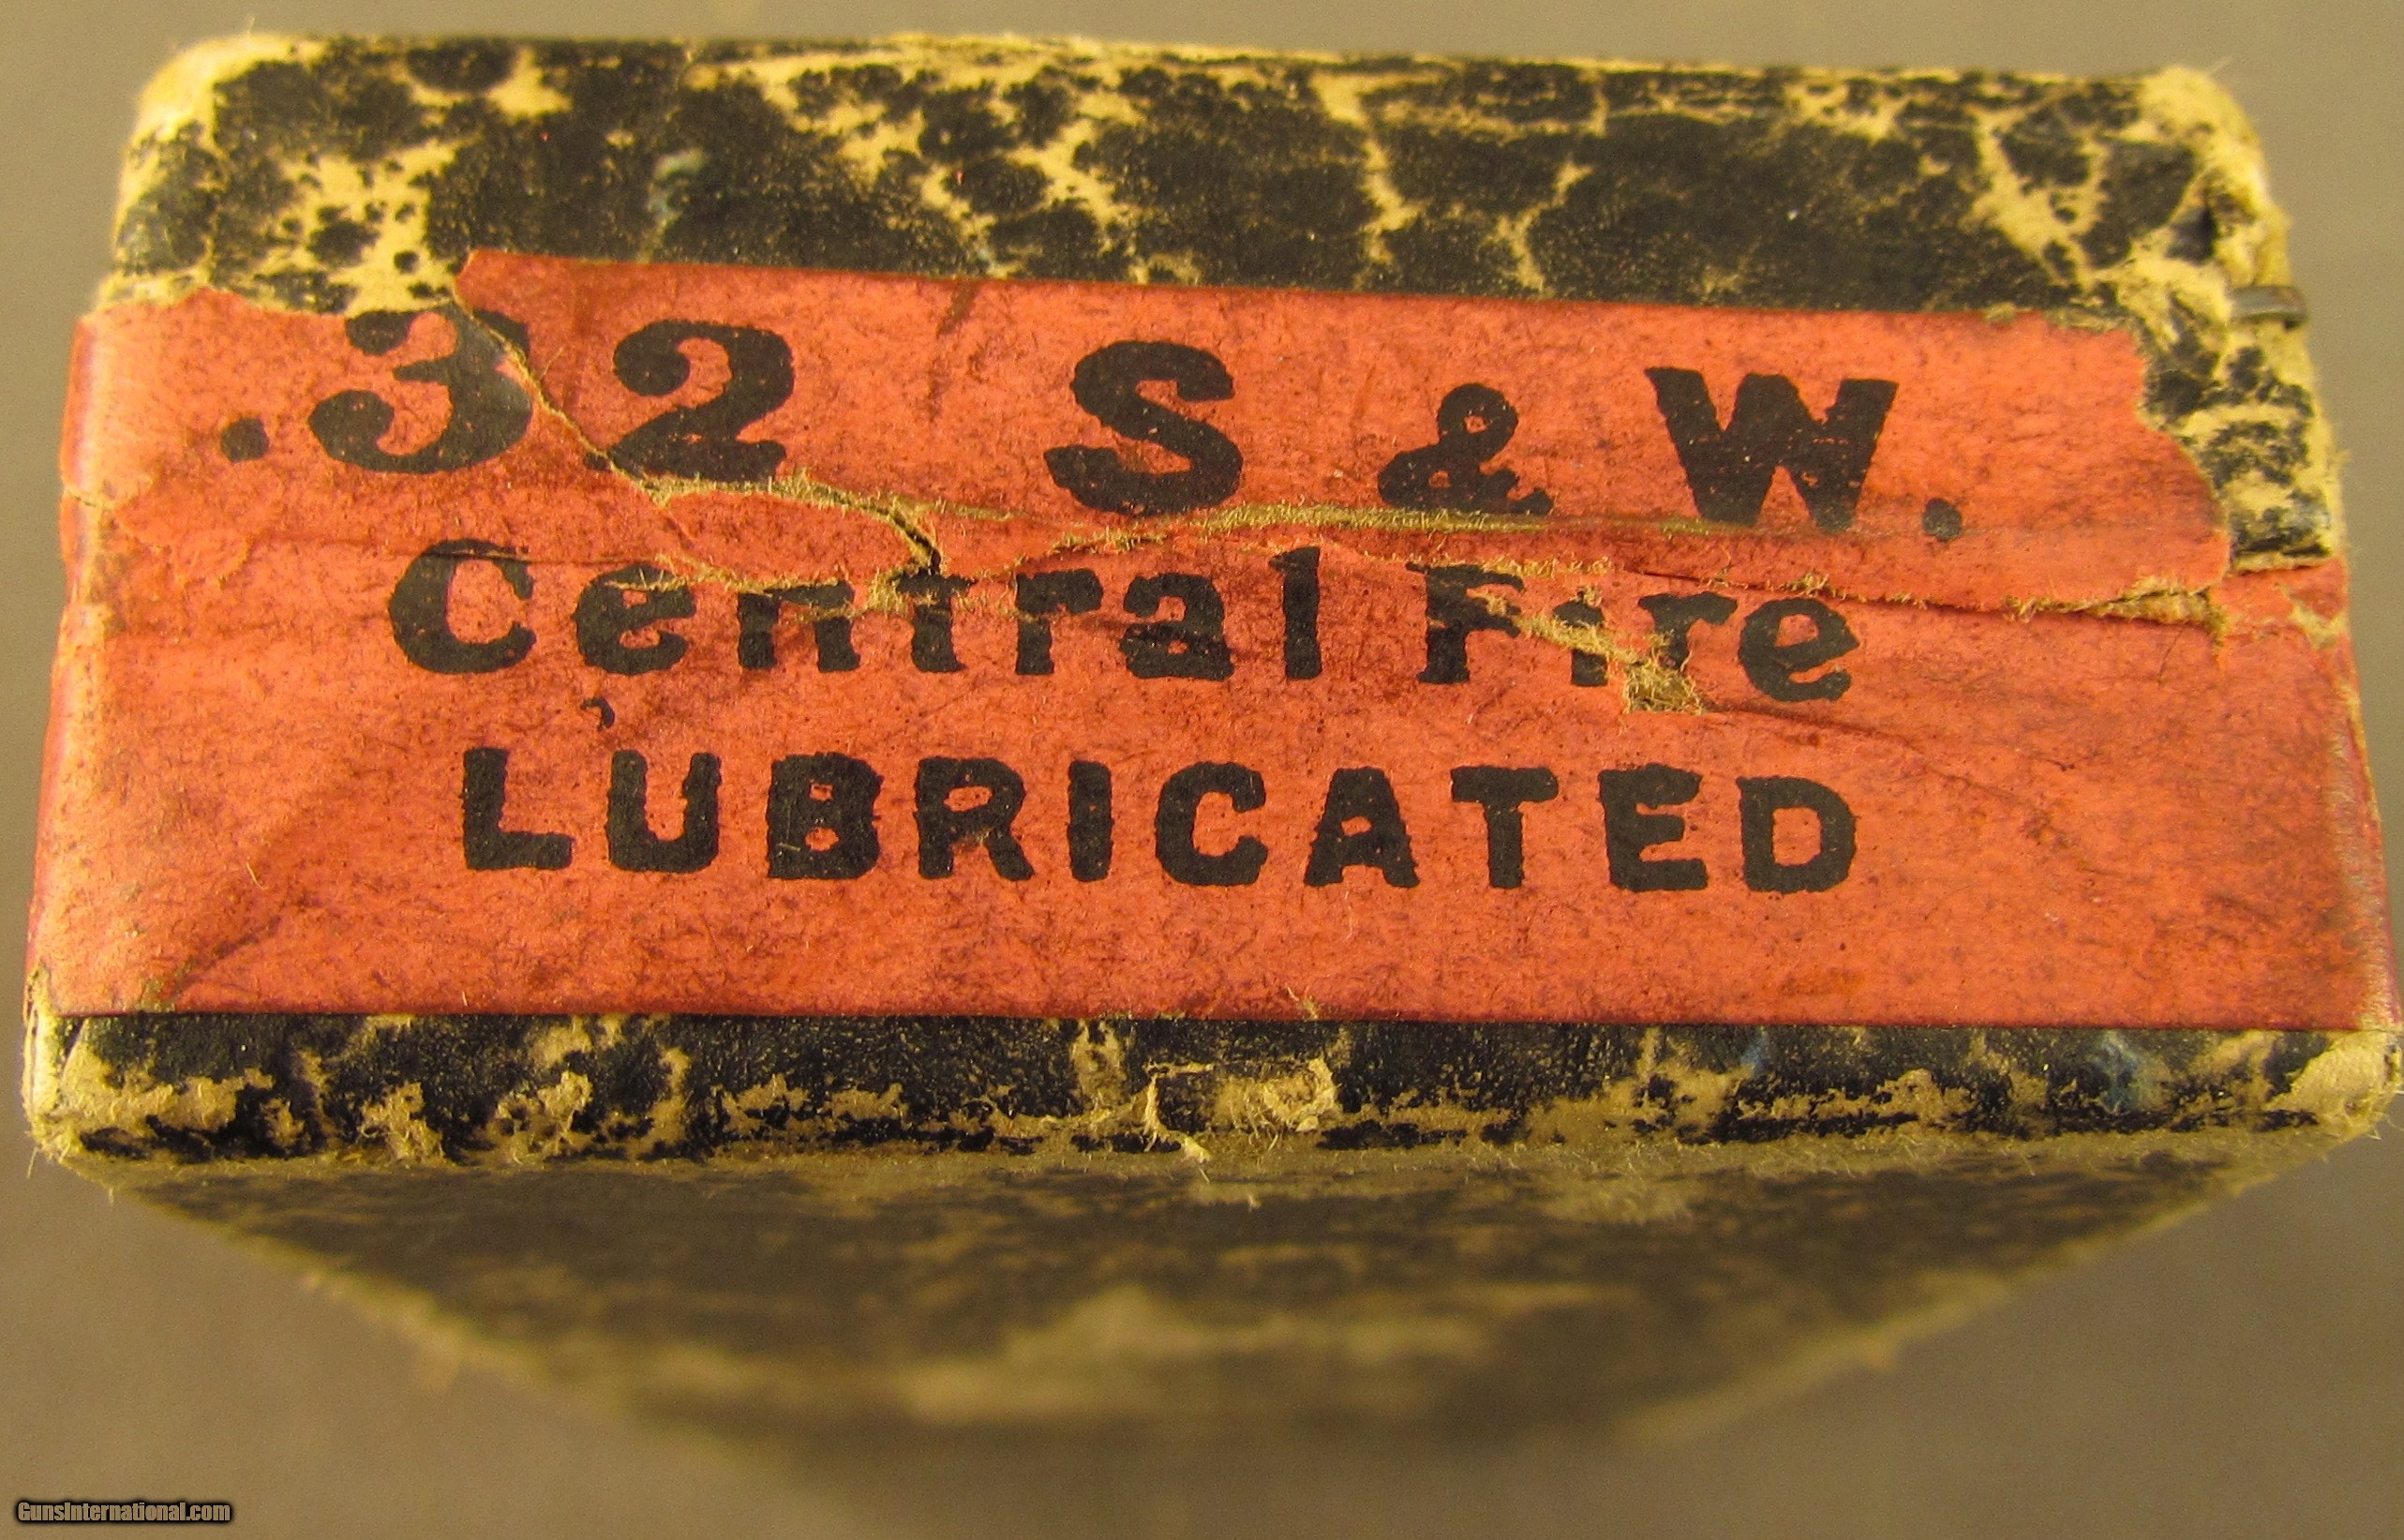 .32 S & W.
Central Fire
LUBRICATED
GunsInternational.com